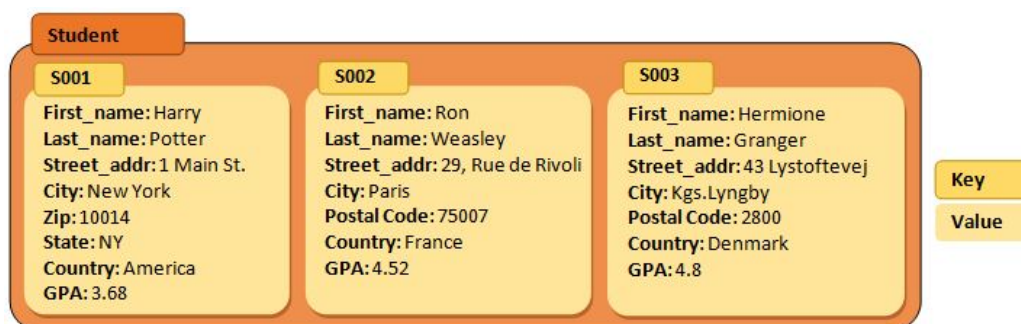 Student
S001
First_name: Harry
Last_name: Potter
Street_addr: 1 Main St.
City: New York
Zip: 10014
State: NY
Country: America
GPA: 3.68
S002
First_name: Ron
Last_name: Weasley
Street_addr: 29, Rue de Rivoli
City: Paris
Postal Code: 75007
Country: France
GPA: 4.52
S003
First_name: Hermione
Last_name: Granger
Street_addr: 43 Lystoftevej
City: Kgs.Lyngby
Postal Code: 2800
Country: Denmark
GPA: 4.8
Key
Value